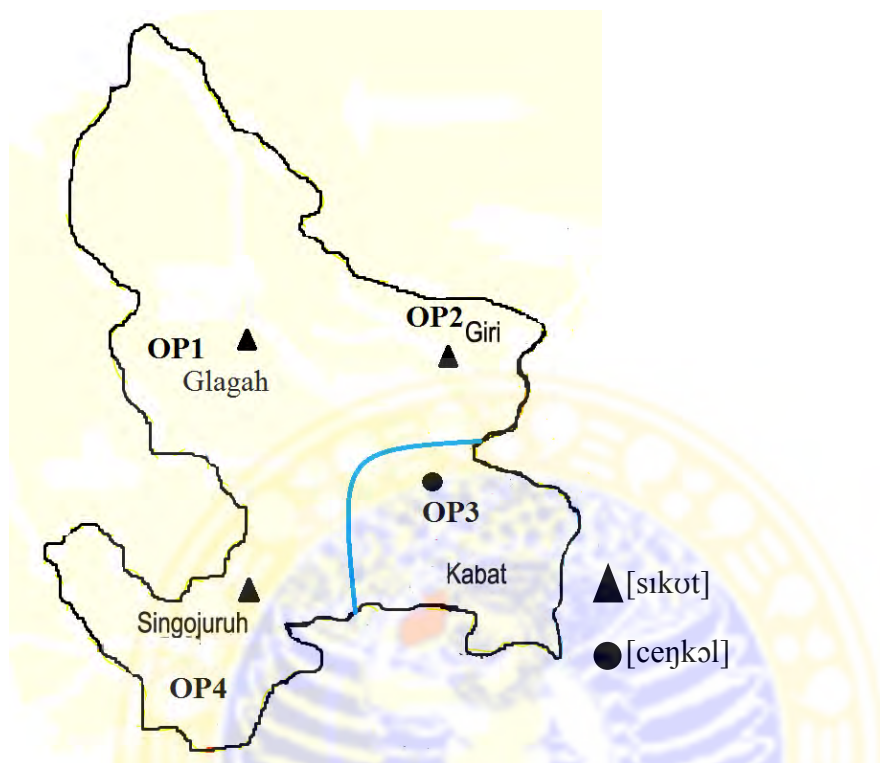 OP2
Giri
OP1
Glagah
OP3
Kabat
[sɪkʊt]
Singojuruh
[ceŋkɔl]
OP4